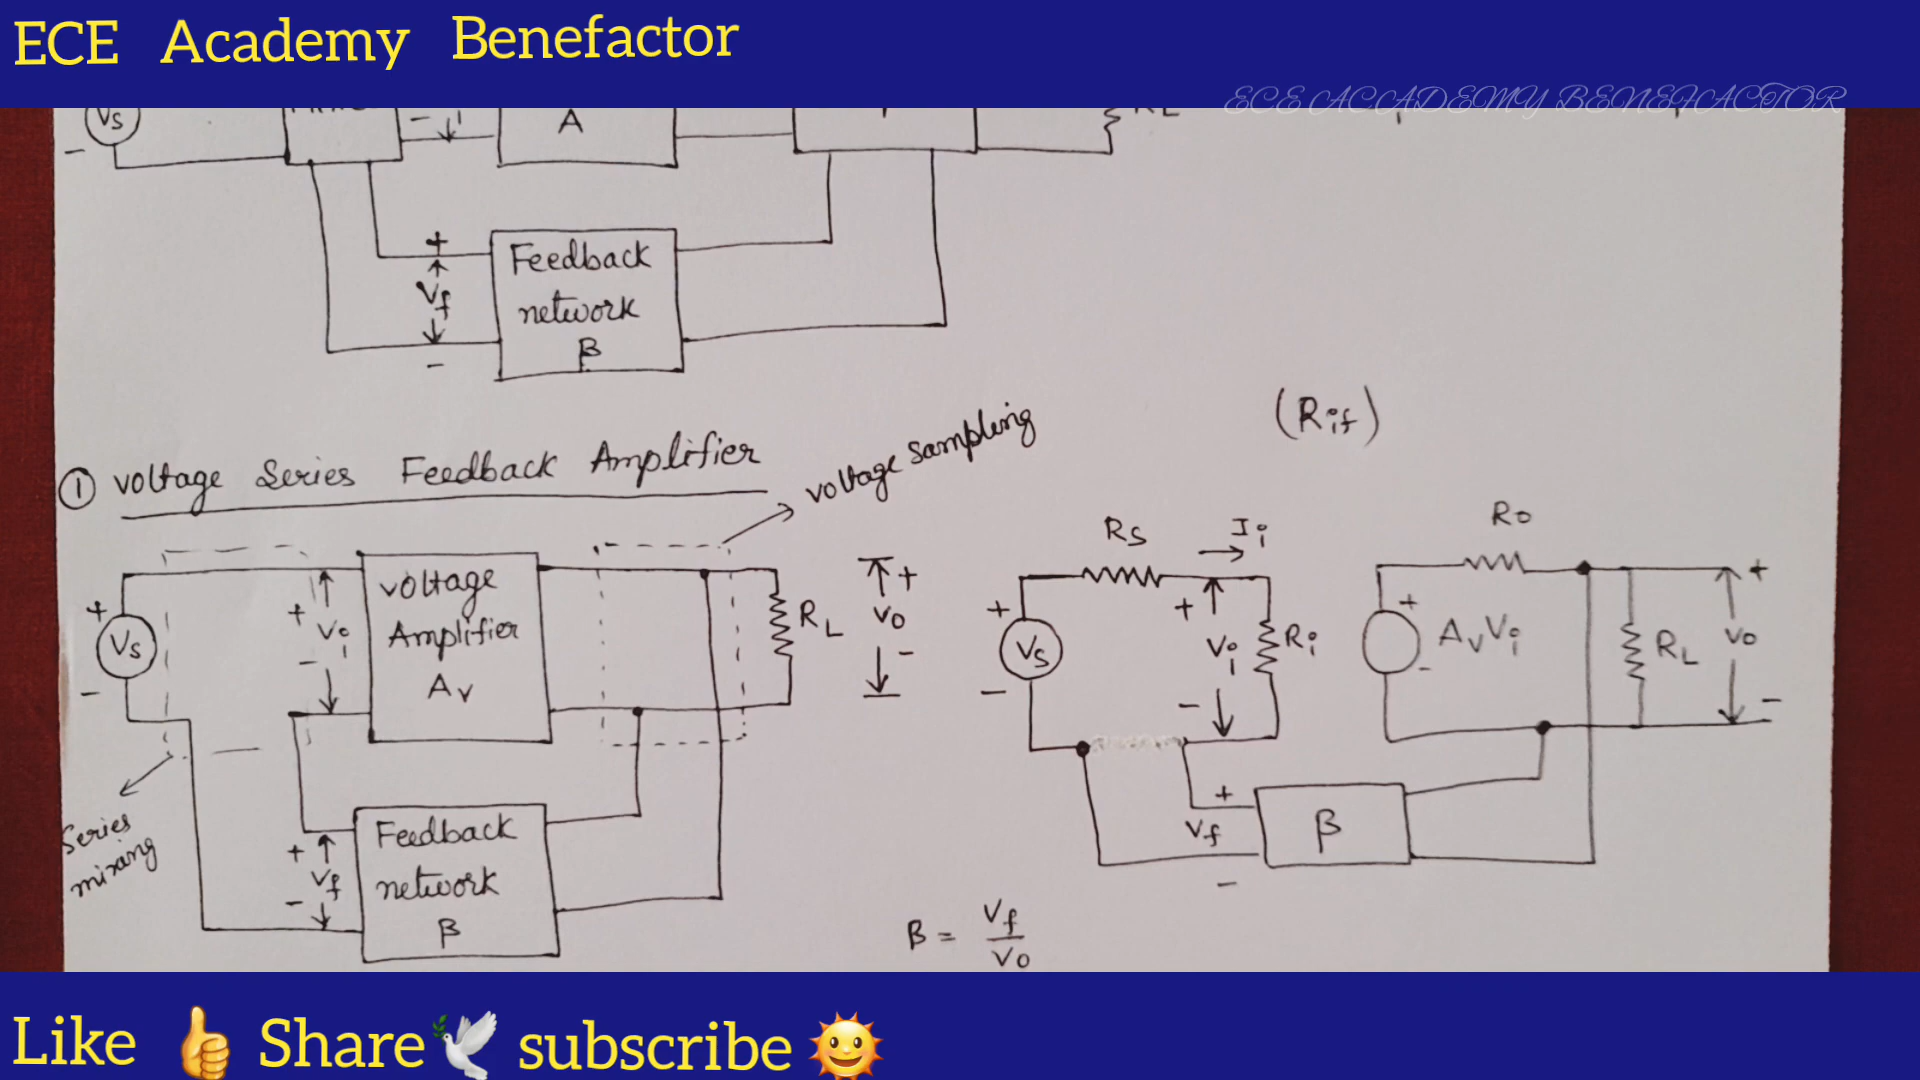 ECE Academy Benefactor
ECE ACCADEMY BENEFACTOR
Vs
-
- i
A
RL
+
Vf
-
Feedback
network
β
(Rif)
① voltage Series Feedback Amplifier
voltage sampling
+
Vs
-
+
Vi
-
voltage
Amplifier
Av
RL
+
Vo
-
Series
mixing
+
Vf
-
Feedback
network
β
Rs
Ii
+
Vs
-
+
Vi
-
Ri
Ro
+
-
AvVi
RL
+
Vo
-
+
Vf
-
β
β = Vf
Vo
Like 👍 Share 🕊 subscribe 🌞